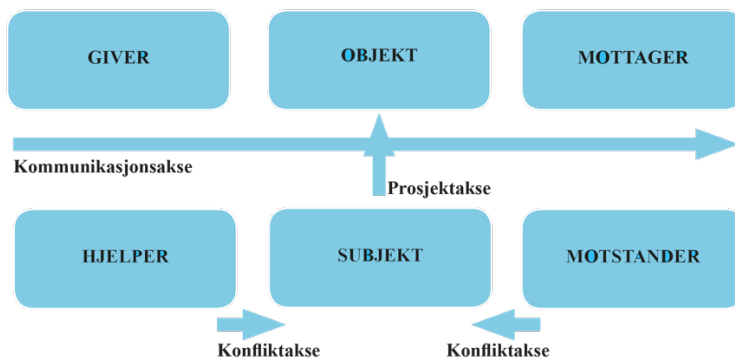 GIVER
OBJEKT
MOTTAGER
Kommunikasjonsakse
Prosjektakse
HJELPER
SUBJEKT
MOTSTANDER
Konfliktakse
Konfliktakse